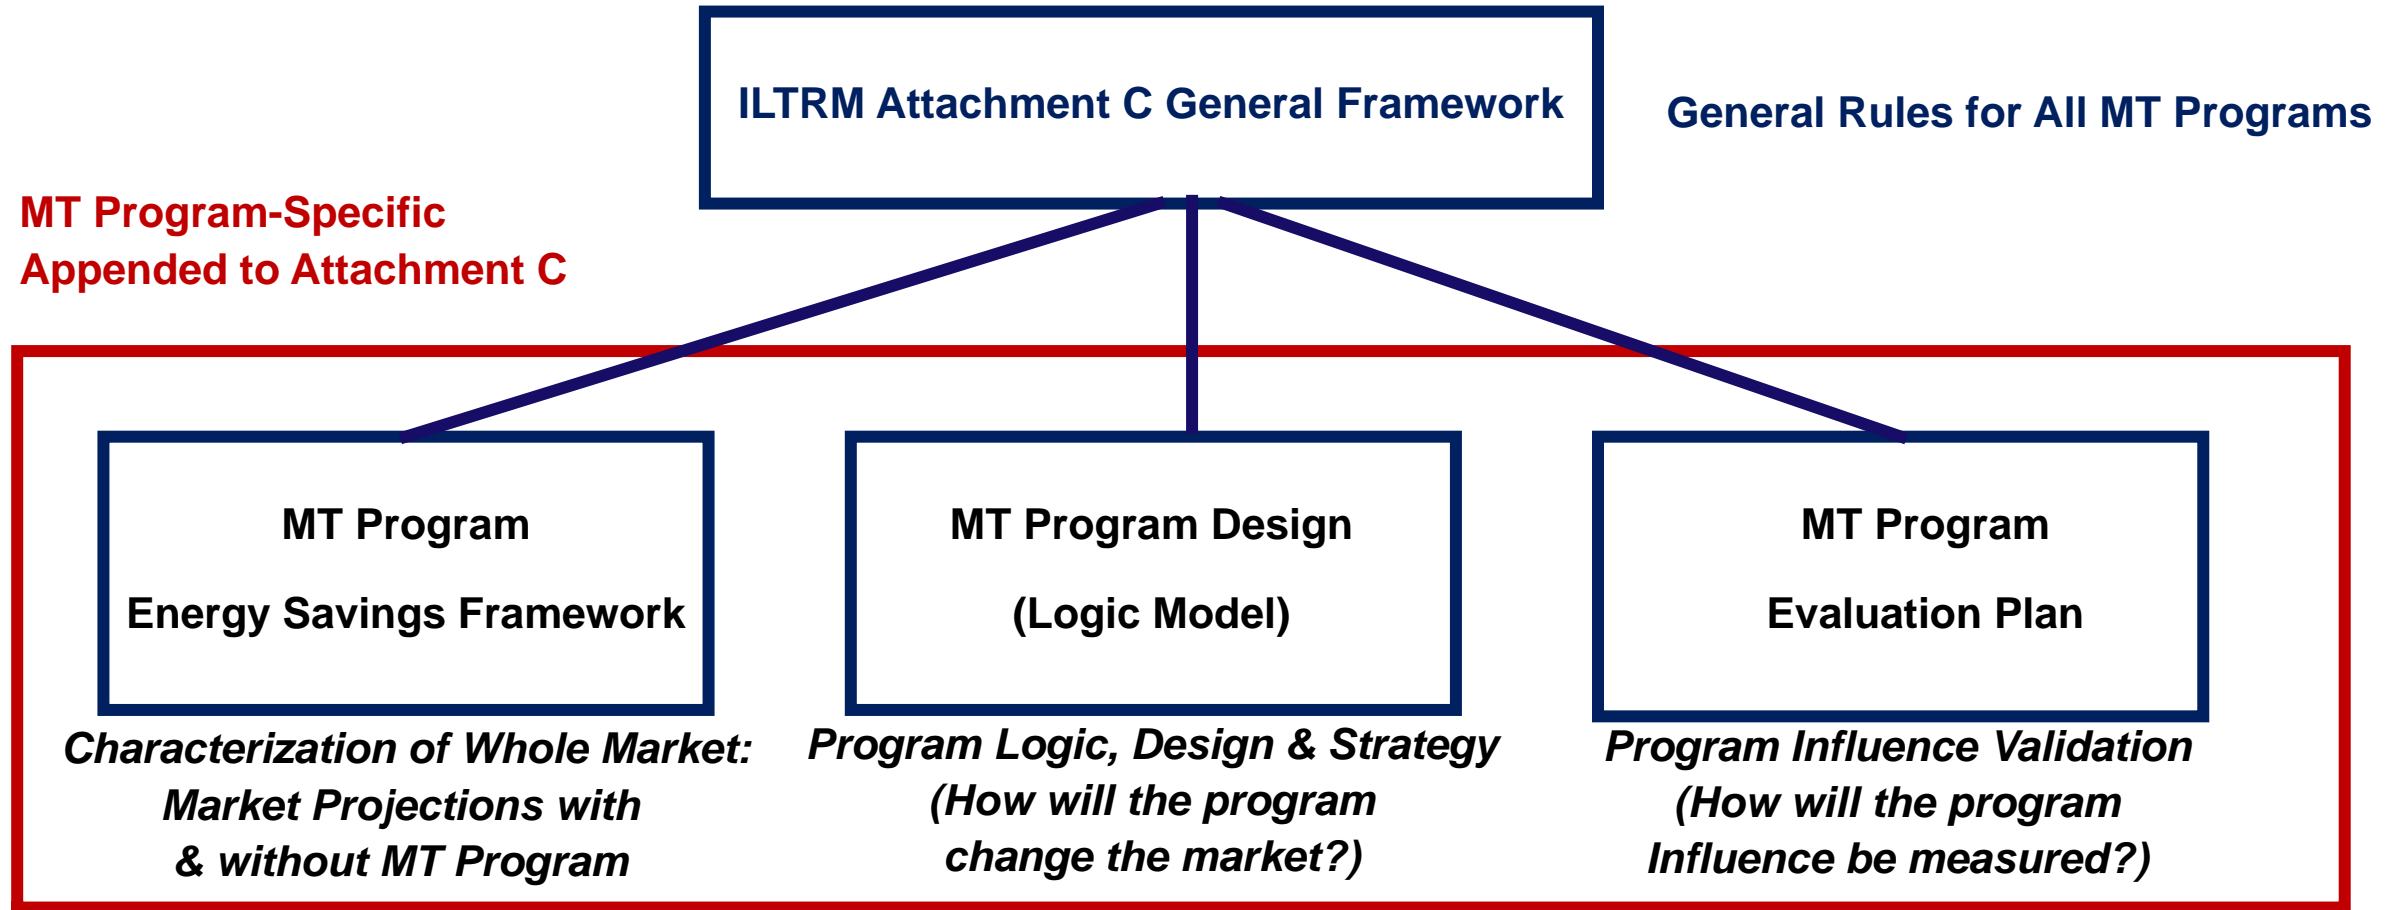 ILTRM Attachment C General Framework
General Rules for All MT Programs
MT Program-Specific
Appended to Attachment C
MT Program
Energy Savings Framework
Characterization of Whole Market:
Market Projections with
& without MT Program
MT Program Design
(Logic Model)
Program Logic, Design & Strategy
(How will the program
change the market?)
MT Program
Evaluation Plan
Program Influence Validation
(How will the program
Influence be measured?)